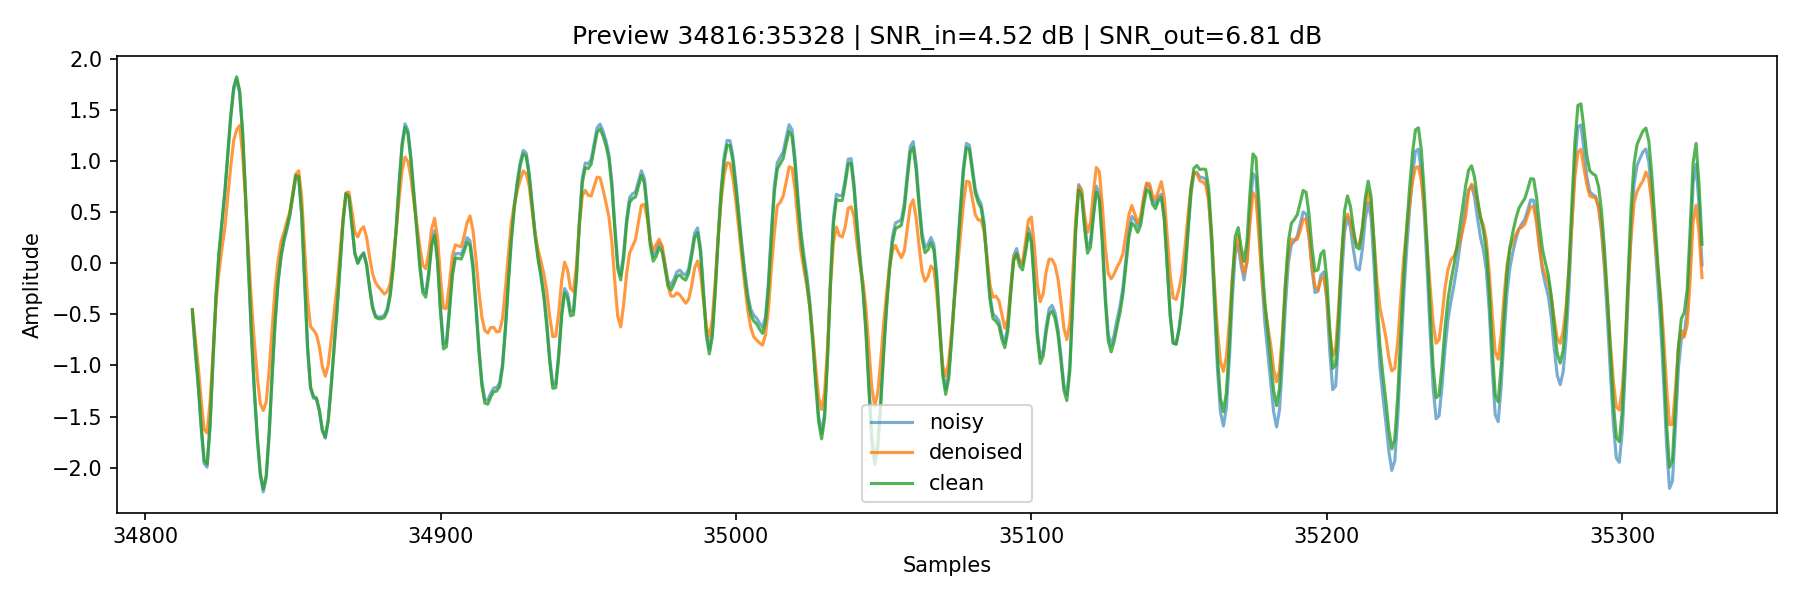 Preview 34816:35328 | SNR_in=4.52 dB | SNR_out=6.81 dB
2.0
1.5
1.0
0.5
0.0
−0.5
−1.0
−1.5
−2.0
Amplitude
noisy
denoised
clean
34800
34900
35000
35100
35200
35300
Samples